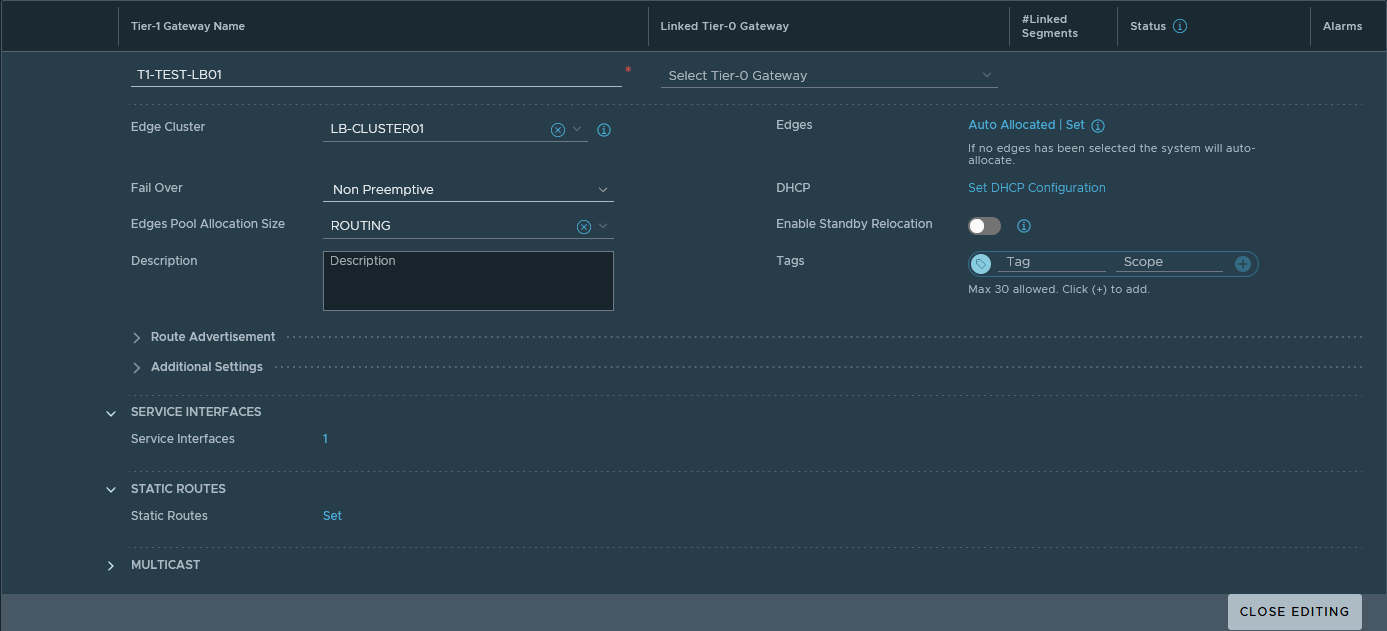 Tier-1 Gateway Name
Linked Tier-0 Gateway
#Linked
Segments
Status
Alarms
T1-TEST-LB01
*
Select Tier-0 Gateway
Edge Cluster
LB-CLUSTER01
Edges
Auto Allocated | Set
If no edges has been selected the system will auto-
allocate.
Fail Over
Non Preemptive
DHCP
Set DHCP Configuration
Edges Pool Allocation Size
ROUTING
Enable Standby Relocation
Description
Description
Tags
Tag
Scope
Max 30 allowed. Click (+) to add.
Route Advertisement
Additional Settings
SERVICE INTERFACES
Service Interfaces
1
STATIC ROUTES
Static Routes
Set
MULTICAST
CLOSE EDITING